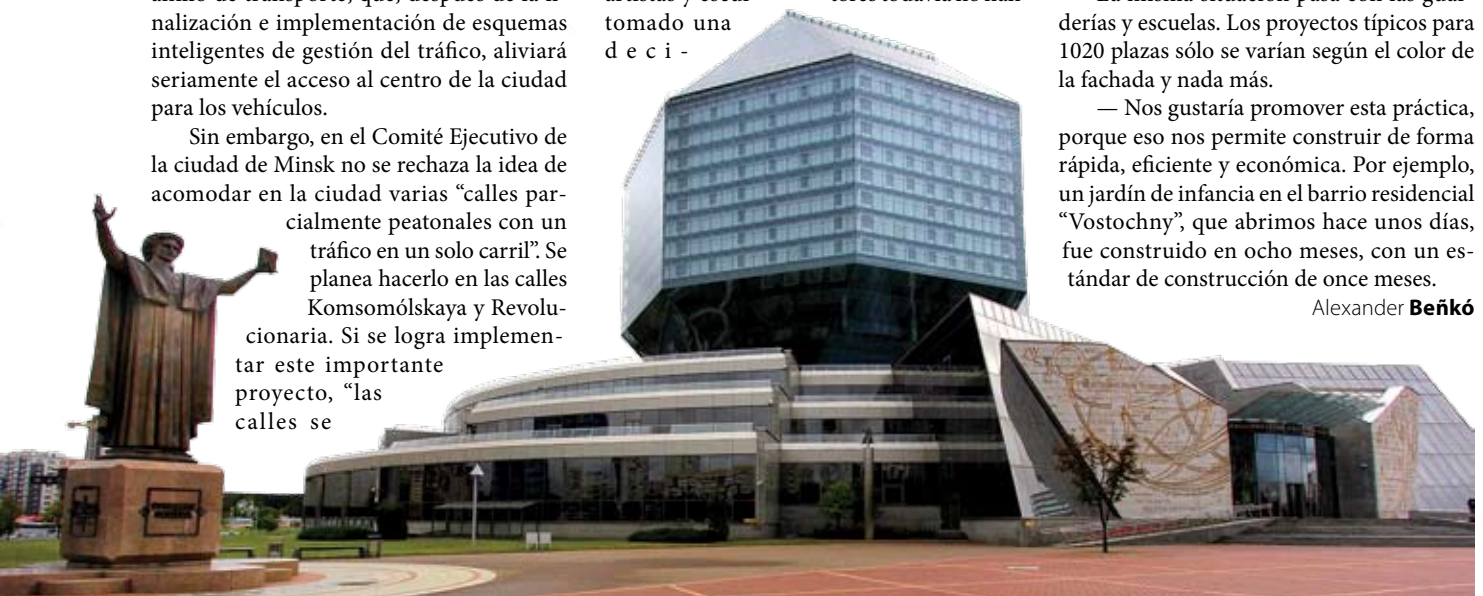 nalización e implementación de esquemas
inteligentes de gestión del tráfico, aliviará
seriamente el acceso al centro de la ciudad
para los vehículos.
Sin embargo, en el Comité Ejecutivo de
la ciudad de Minsk no se rechaza la idea de
acomodar en la ciudad varias “calles par-
cialmente peatonales con un
tráfico en un solo carril”. Se
planea hacerlo en las calles
Komsomólskaya y Revolu-
cionaria. Si se logra implemen-
tar este importante
proyecto, “las
calles se
tomado una
deci-
derías y escuelas. Los proyectos típicos para
1020 plazas sólo se varían según el color de
la fachada y nada más.
— Nos gustaría promover esta práctica,
porque eso nos permite construir de forma
rápida, eficiente y económica. Por ejemplo,
un jardín de infancia en el barrio residencial
“Vostochny”, que abrimos hace unos días,
fue construido en ocho meses, con un es-
tándar de construcción de once meses.
Alexander Beñkó